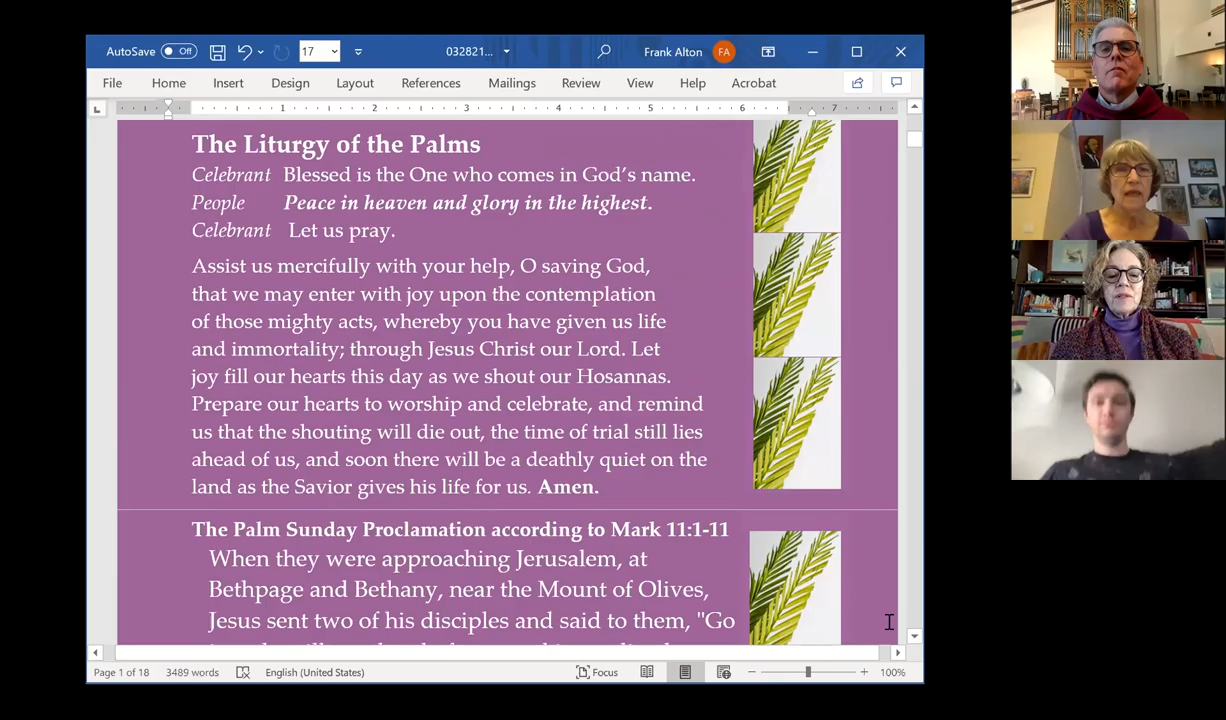 AutoSave Off 17 032821... Frank Alton FA
File Home Insert Design Layout References Mailings Review View Help Acrobat
1 2 3 4 5 6 7
The Liturgy of the Palms
Celebrant Blessed is the One who comes in God’s name.
People Peace in heaven and glory in the highest.
Celebrant Let us pray.
Assist us mercifully with your help, O saving God,
that we may enter with joy upon the contemplation
of those mighty acts, whereby you have given us life
and immortality; through Jesus Christ our Lord. Let
joy fill our hearts this day as we shout our Hosannas.
Prepare our hearts to worship and celebrate, and remind
us that the shouting will die out, the time of trial still lies
ahead of us, and soon there will be a deathly quiet on the
land as the Savior gives his life for us. Amen.
The Palm Sunday Proclamation according to Mark 11:1-11
When they were approaching Jerusalem, at
Bethpage and Bethany, near the Mount of Olives,
Jesus sent two of his disciples and said to them, "Go
Page 1 of 18 3489 words English (United States) Focus 100%